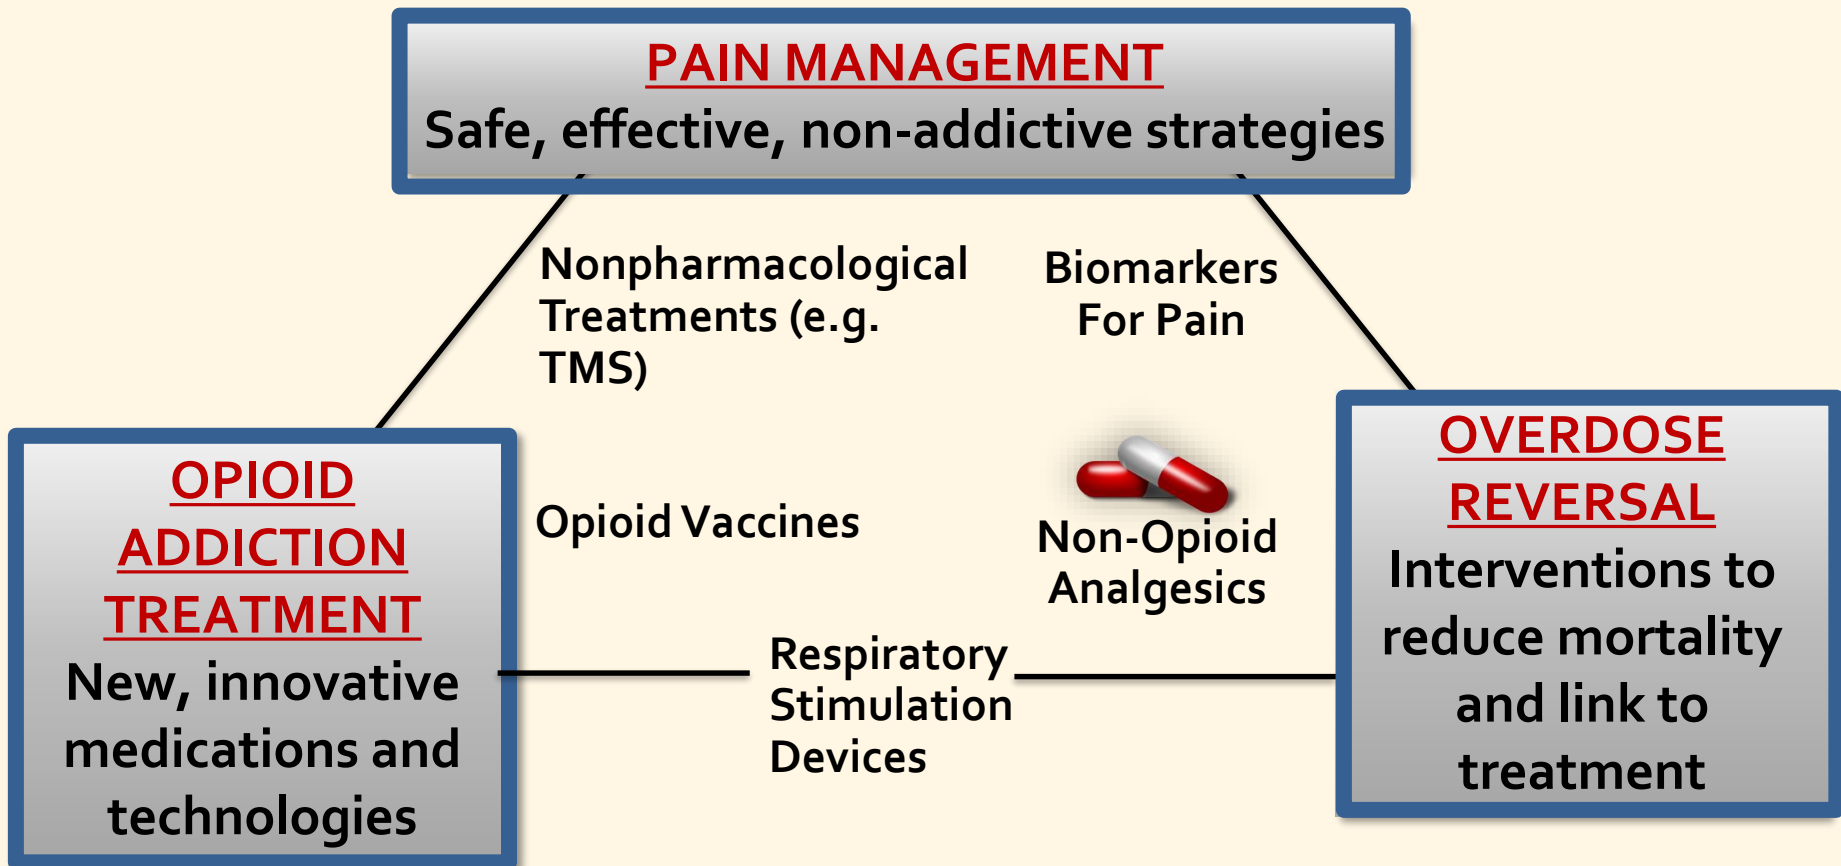 PAIN MANAGEMENT
Safe, effective, non-addictive strategies
Nonpharmacological
Treatments (e.g.
TMS)
Biomarkers
For Pain
OPIOID
ADDICTION
TREATMENT
New, innovative
medications and
technologies
Opioid Vaccines
Non-Opioid
Analgesics
Respiratory
Stimulation
Devices
OVERDOSE
REVERSAL
Interventions to
reduce mortality
and link to
treatment